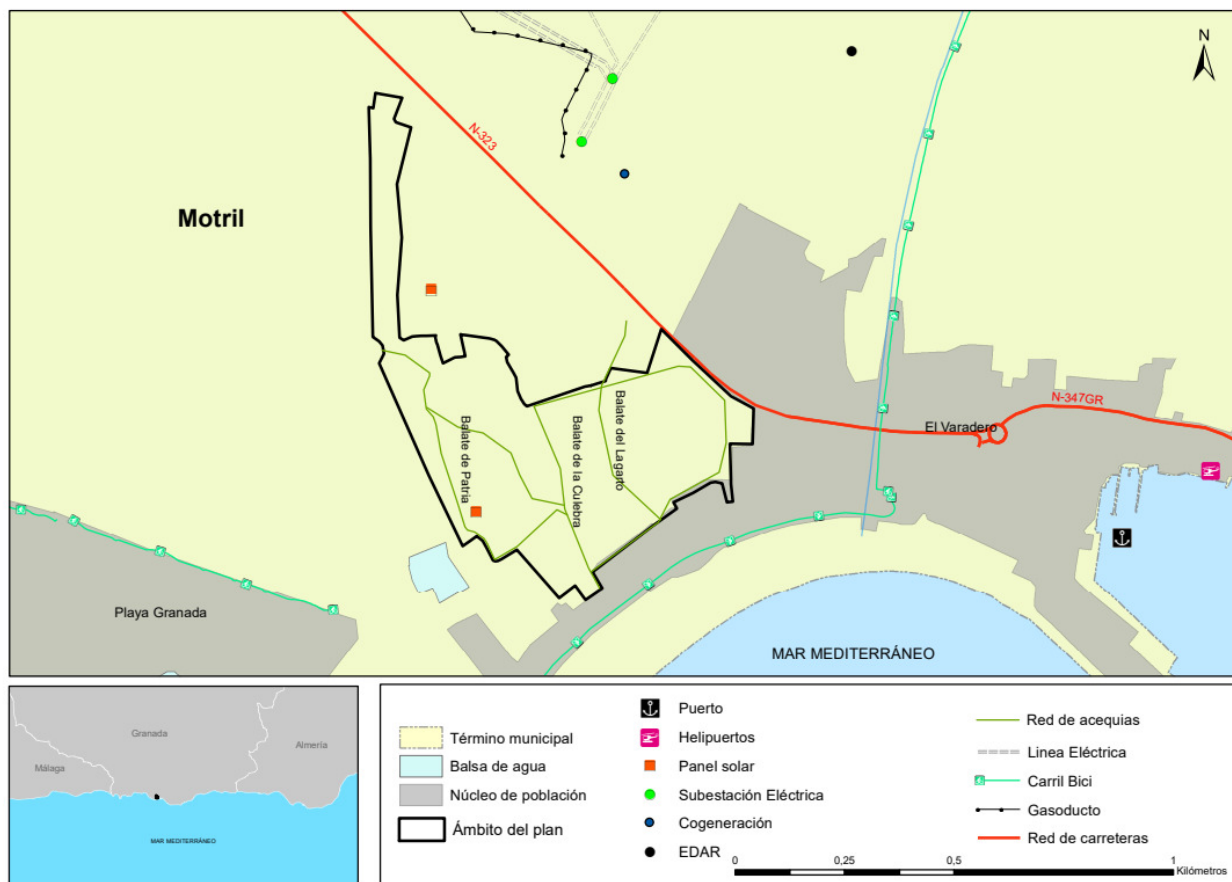 N
N-323
Motril
Balate de Patria
Balate de la Culebra
Balate del Lagarto
N-347GR
El Varadero
Playa Granada
MAR MEDITERRÁNEO
Granada
Almería
Málaga
MAR MEDITERRÁNEO
Término municipal
Balsa de agua
Núcleo de población
Ámbito del plan
Puerto
Helipuertos
Panel solar
Subestación Eléctrica
Cogeneración
EDAR
Red de acequias
Linea Eléctrica
Carril Bici
Gasoducto
Red de carreteras
0 0,25 0,5 1
Kilómetros